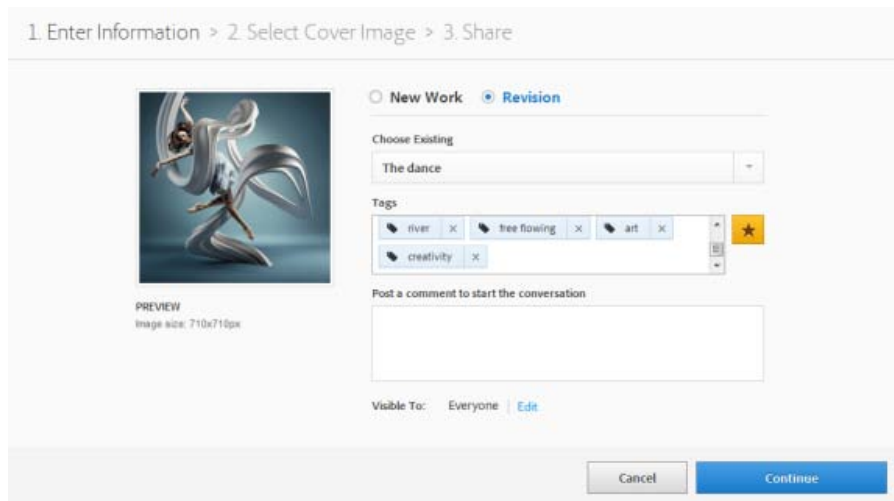 1. Enter Information > 2. Select Cover Image > 3. Share
New Work Revision
Choose Existing
The dance
Tags
river x free flowing x art x
creativity x
Post a comment to start the conversation
PREVIEW
Image size: 710x710px
Visible To: Everyone | Edit
Cancel Continue